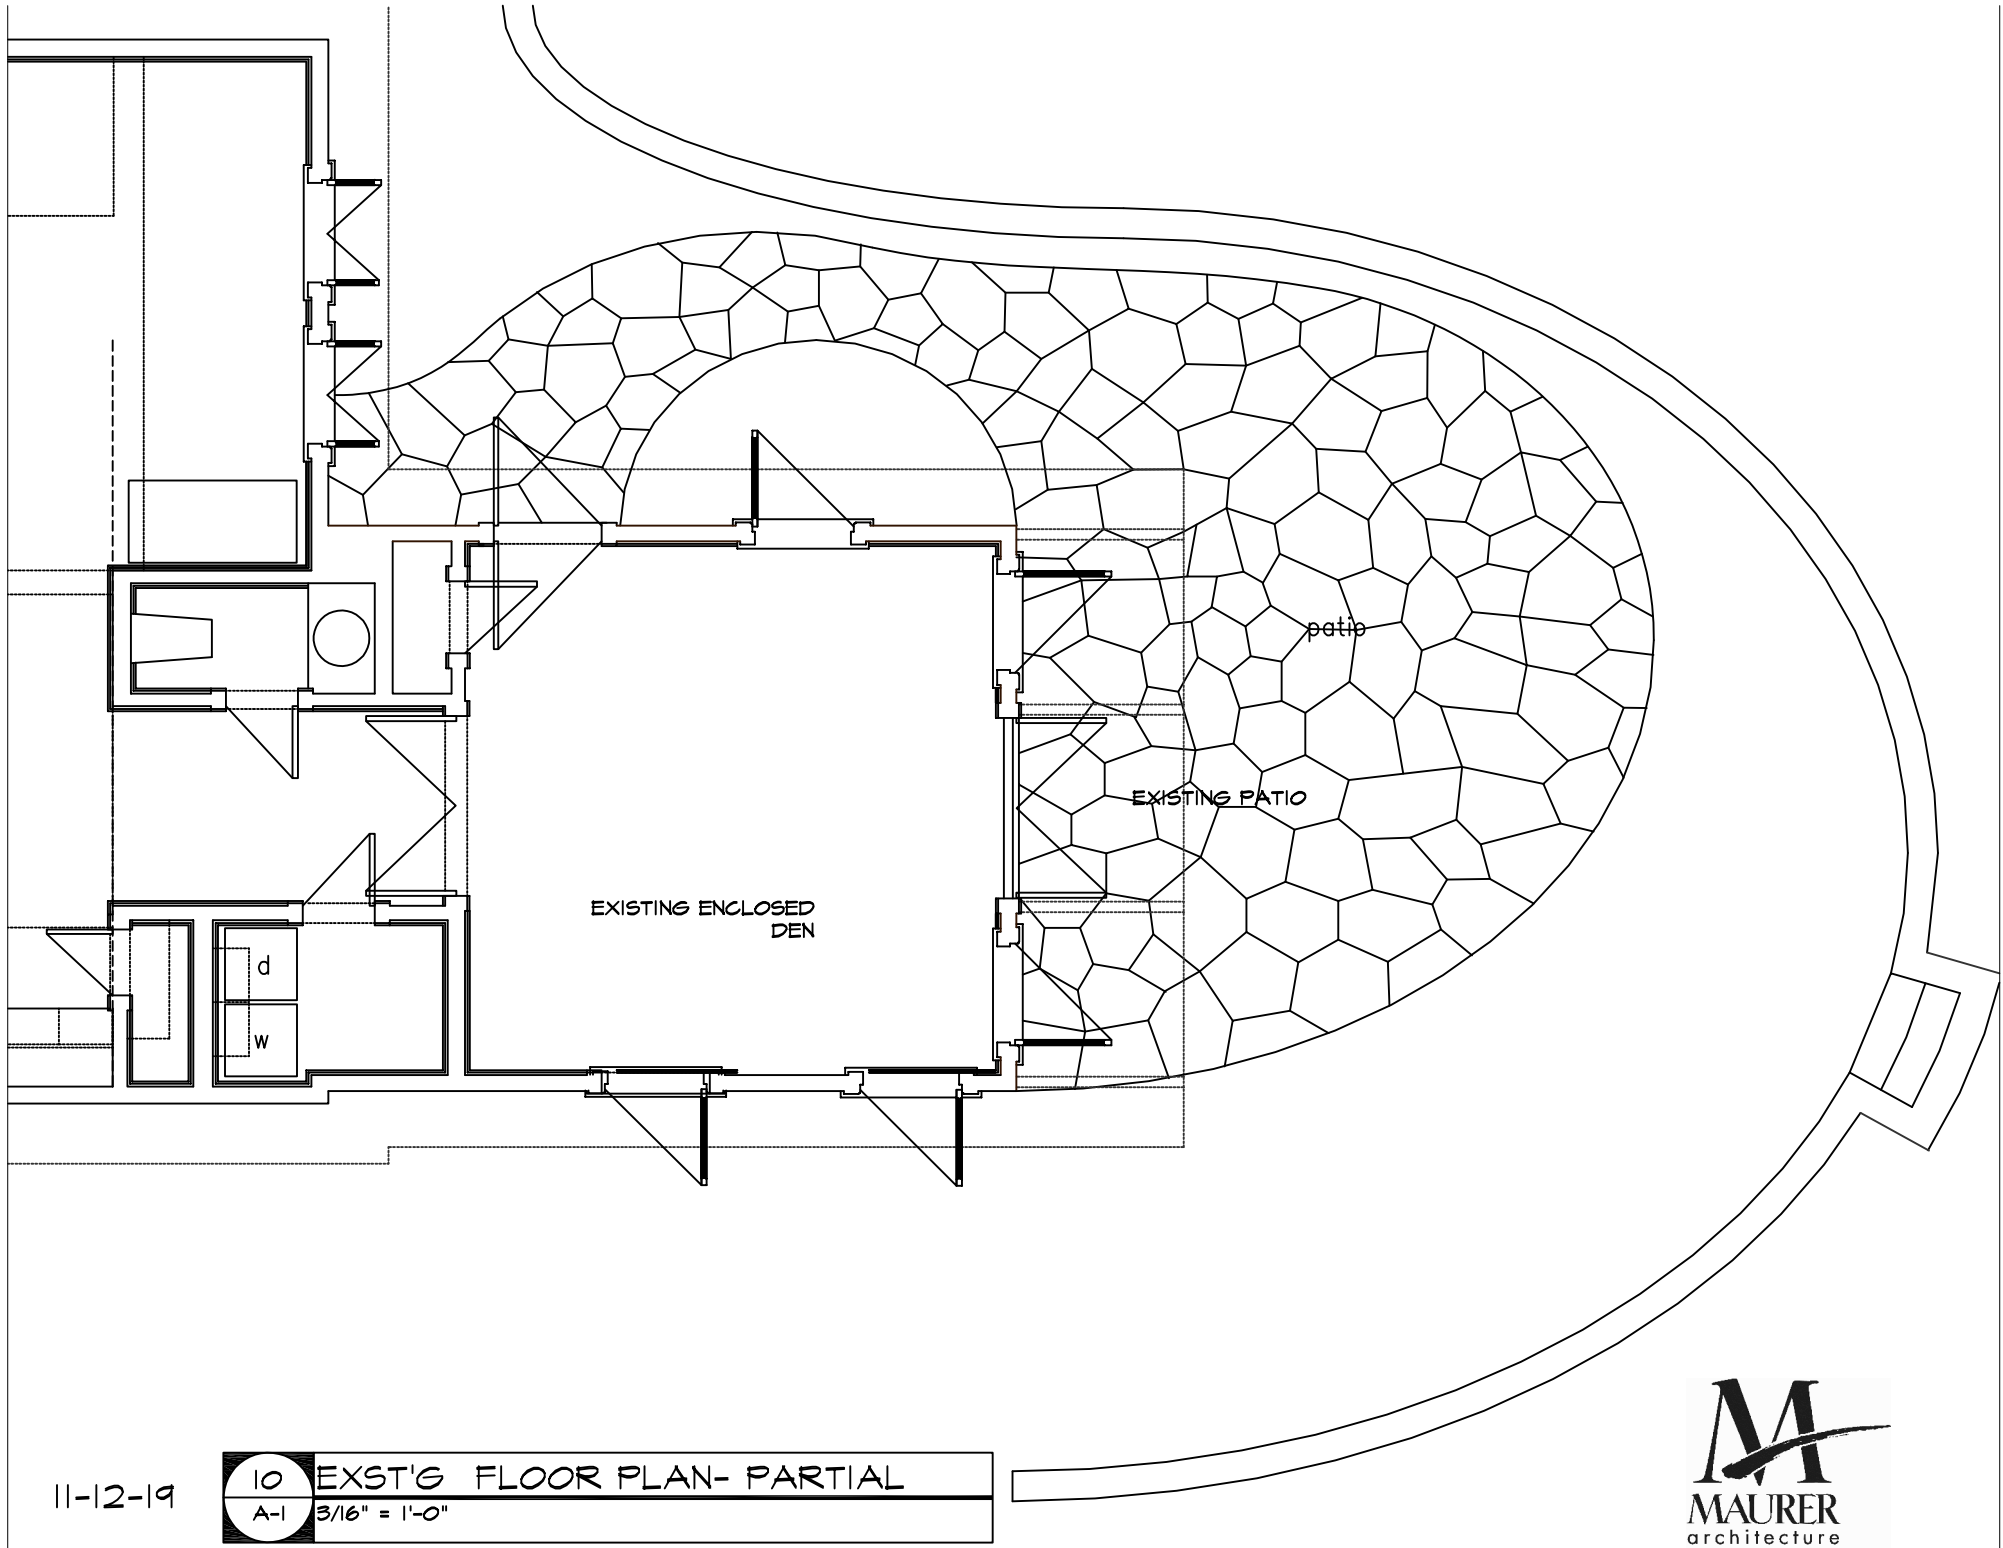 patio
EXISTING PATIO
EXISTING ENCLOSED
DEN
d
w
11-12-19
10
A-1
EXST'G FLOOR PLAN- PARTIAL
3/16" = 1'-0"
M
MAURER
architecture